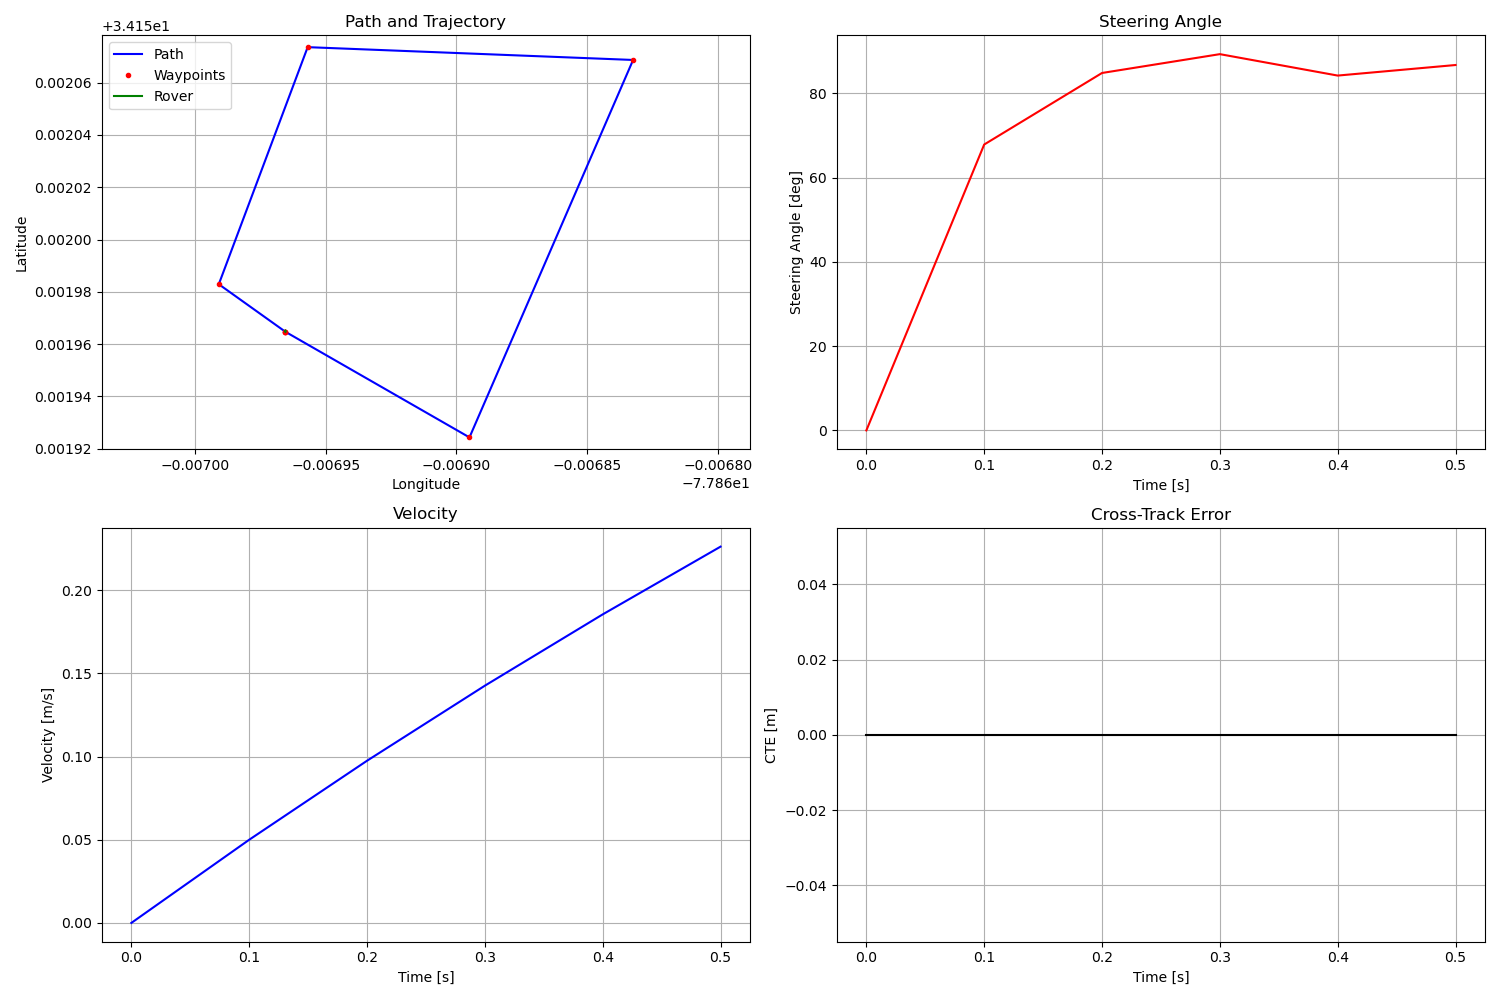 Path and Trajectory
+3.415e1
Path
Waypoints
Rover
0.00206
0.00204
0.00202
0.00200
0.00198
0.00196
0.00194
0.00192
Latitude
−0.00700
−0.00695
−0.00690
−0.00685
−0.00680
Longitude
−7.786e1
Steering Angle
80
60
40
20
0
Steering Angle [deg]
0.0
0.1
0.2
0.3
0.4
0.5
Time [s]
Velocity
0.20
0.15
0.10
0.05
0.00
Velocity [m/s]
0.0
0.1
0.2
0.3
0.4
0.5
Time [s]
Cross-Track Error
0.04
0.02
0.00
−0.02
−0.04
CTE [m]
0.0
0.1
0.2
0.3
0.4
0.5
Time [s]